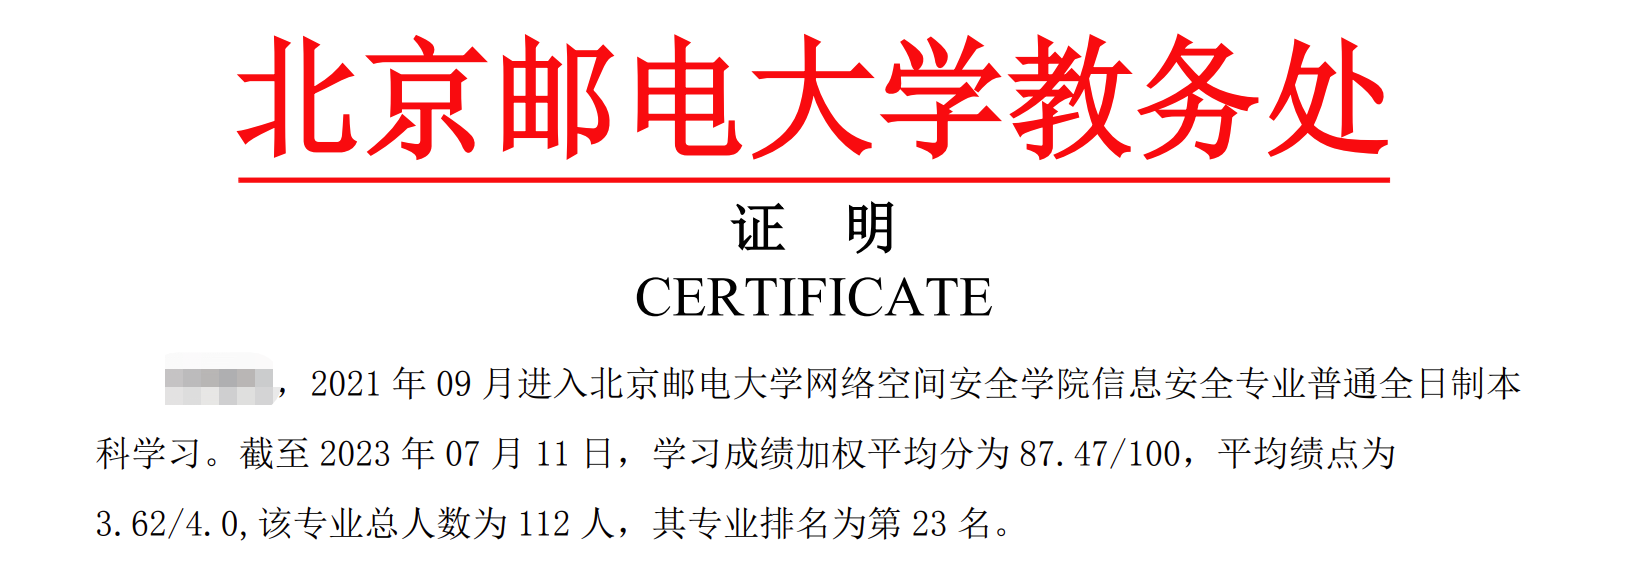 北京邮电大学教务处
证 明
CERTIFICATE
，2021 年 09 月进入北京邮电大学网络空间安全学院信息安全专业普通全日制本
科学习。截至 2023 年 07 月 11 日，学习成绩加权平均分为 87.47/100，平均绩点为
3.62/4.0,该专业总人数为 112 人，其专业排名为第 23 名。